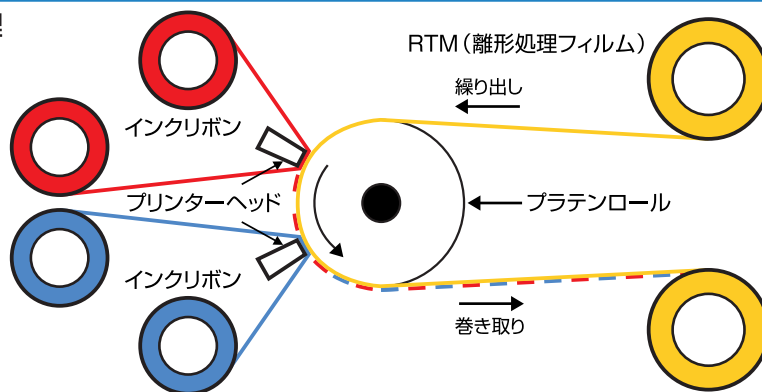 RTM（離形処理フィルム）
繰り出し
インクリボン
プリンターヘッド
プラテンロール
インクリボン
巻き取り